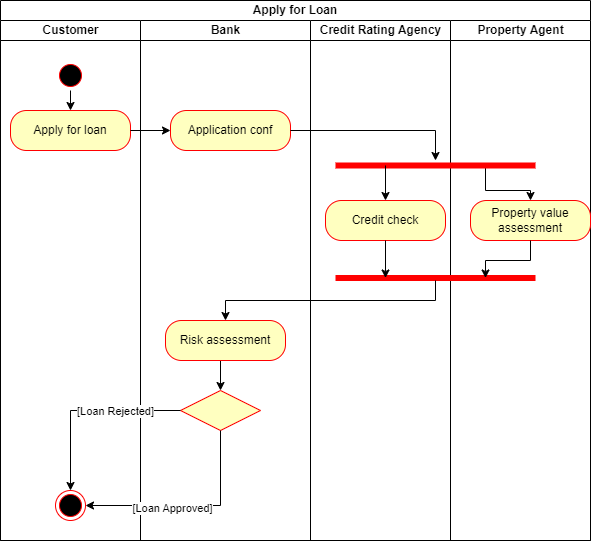 Apply for Loan
Customer
Bank
Credit Rating Agency
Property Agent
Apply for loan
Application conf
Credit check
Property value
assessment
Risk assessment
[Loan Rejected]
[Loan Approved]